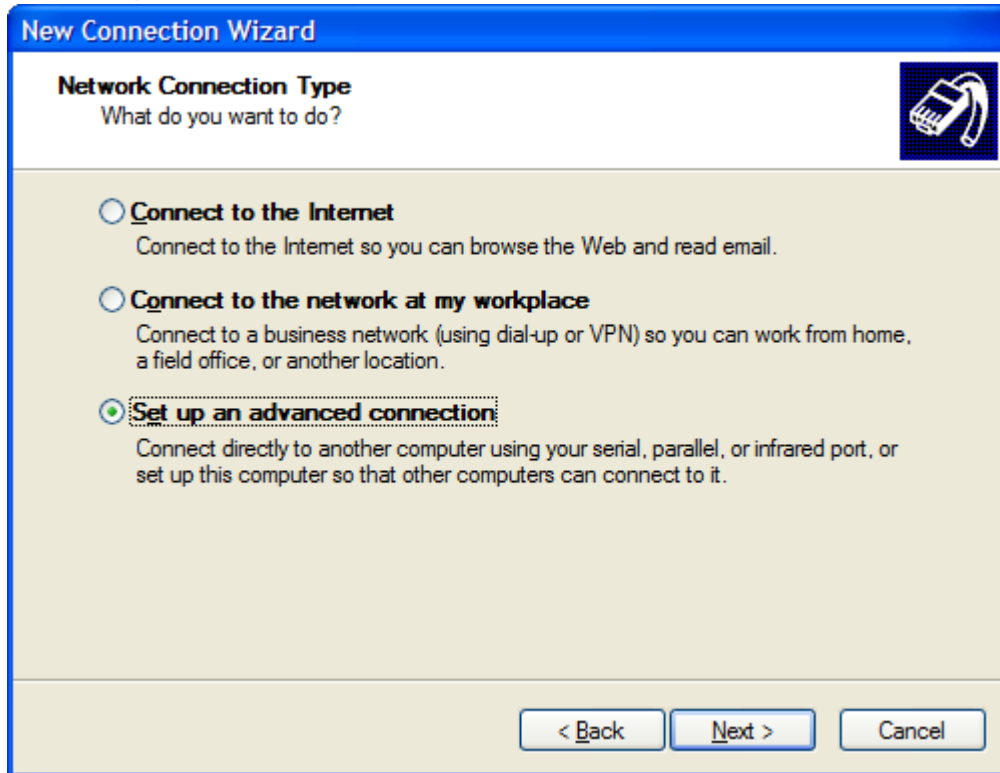 New Connection Wizard
Network Connection Type
What do you want to do?
Connect to the Internet
Connect to the Internet so you can browse the Web and read email.
Connect to the network at my workplace
Connect to a business network (using dial-up or VPN) so you can work from home,
a field office, or another location.
Set up an advanced connection
Connect directly to another computer using your serial, parallel, or infrared port, or
set up this computer so that other computers can connect to it.
< Back
Next >
Cancel